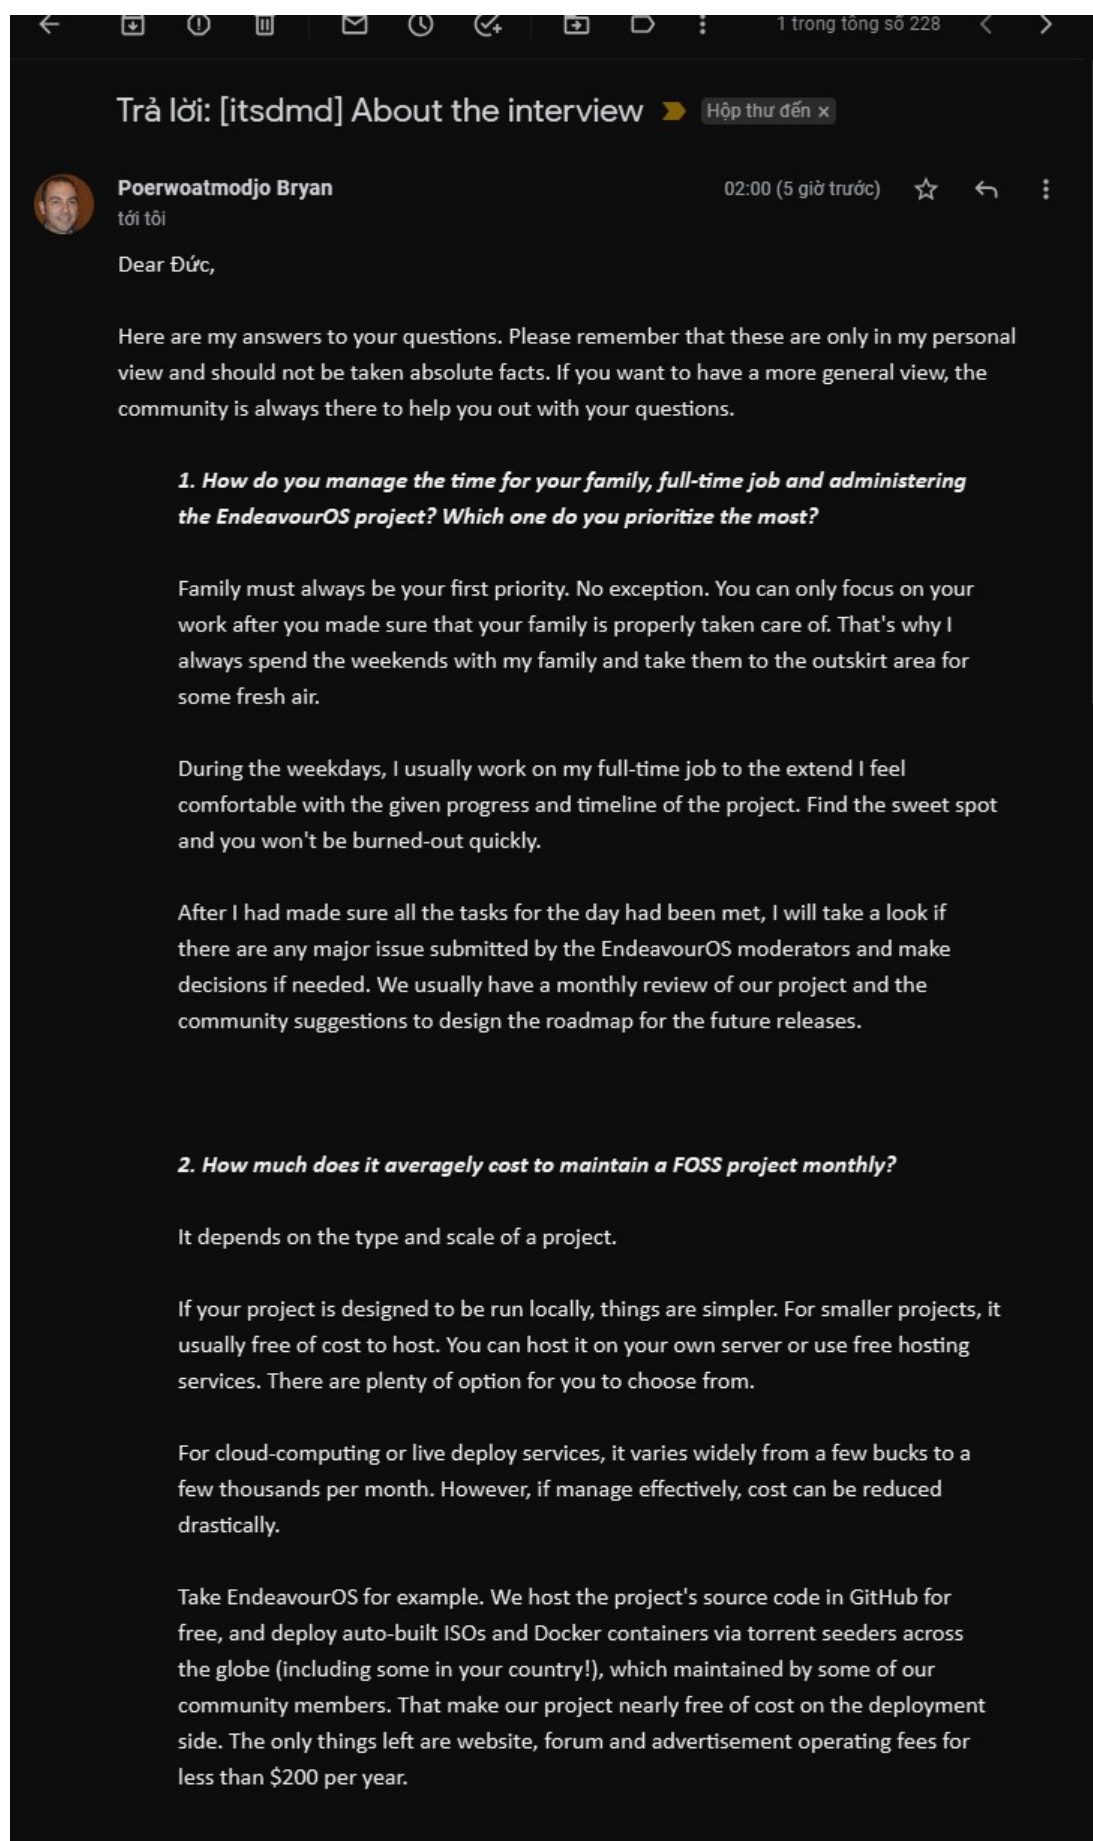 1 trong tổng số 228
Trả lời: [itsdmd] About the interview
Hộp thư đến x
Poerwoatmodjo Bryan
02:00 (5 giờ trước)
tới tôi
Dear Đức,
Here are my answers to your questions. Please remember that these are only in my personal
view and should not be taken absolute facts. If you want to have a more general view, the
community is always there to help you out with your questions.
1. How do you manage the time for your family, full-time job and administering
the EndeavourOS project? Which one do you prioritize the most?
Family must always be your first priority. No exception. You can only focus on your
work after you made sure that your family is properly taken care of. That's why I
always spend the weekends with my family and take them to the outskirt area for
some fresh air.
During the weekdays, I usually work on my full-time job to the extend I feel
comfortable with the given progress and timeline of the project. Find the sweet spot
and you won't be burned-out quickly.
After I had made sure all the tasks for the day had been met, I will take a look if
there are any major issue submitted by the EndeavourOS moderators and make
decisions if needed. We usually have a monthly review of our project and the
community suggestions to design the roadmap for the future releases.
2. How much does it averagely cost to maintain a FOSS project monthly?
It depends on the type and scale of a project.
If your project is designed to be run locally, things are simpler. For smaller projects, it
usually free of cost to host. You can host it on your own server or use free hosting
services. There are plenty of option for you to choose from.
For cloud-computing or live deploy services, it varies widely from a few bucks to a
few thousands per month. However, if manage effectively, cost can be reduced
drastically.
Take EndeavourOS for example. We host the project's source code in GitHub for
free, and deploy auto-built ISOs and Docker containers via torrent seeders across
the globe (including some in your country!), which maintained by some of our
community members. That make our project nearly free of cost on the deployment
side. The only things left are website, forum and advertisement operating fees for
less than $200 per year.